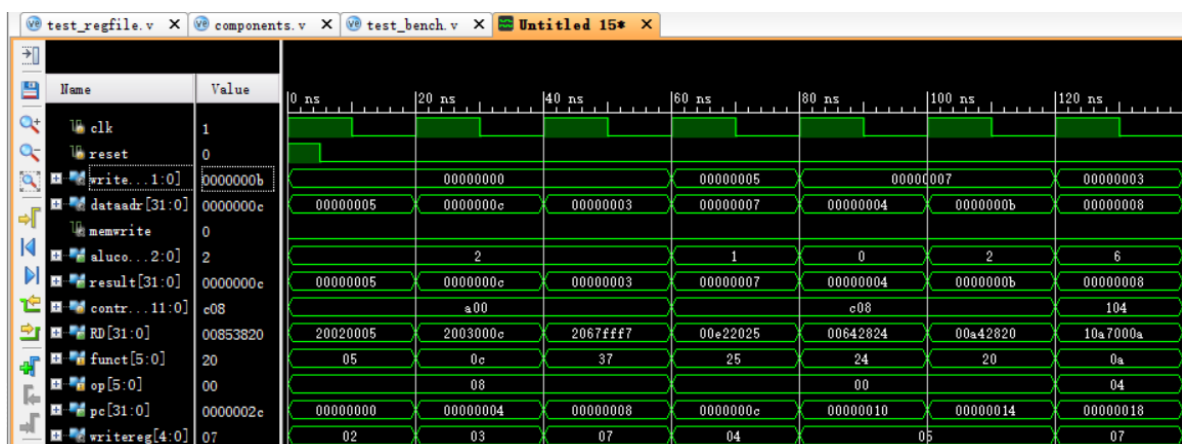 test_regfile.v X components.v X test_bench.v X Untitled 15* X
Name Value 0 ns 20 ns 40 ns 60 ns 80 ns 100 ns 120 ns
clk 1
reset 0
write...1:0] 0000000b 00000000 00000005 00000007 00000003
dataadr[31:0] 0000000c 00000005 0000000c 00000003 00000007 00000004 0000000b 00000008
memwrite 0
aluco...2:0] 2 2 1 0 2 6
result[31:0] 0000000c 00000005 0000000c 00000003 00000007 00000004 0000000b 00000008
contr...11:0] c08 a00 c08 104
RD[31:0] 00853820 20020005 2003000c 2067fff7 00e22025 00642824 00a42820 10a7000a
funct[5:0] 20 05 0c 37 25 24 20 0a
op[5:0] 00 08 00 04
pc[31:0] 0000002c 00000000 00000004 00000008 0000000c 00000010 00000014 00000018
writereg[4:0] 07 02 03 07 04 05 07